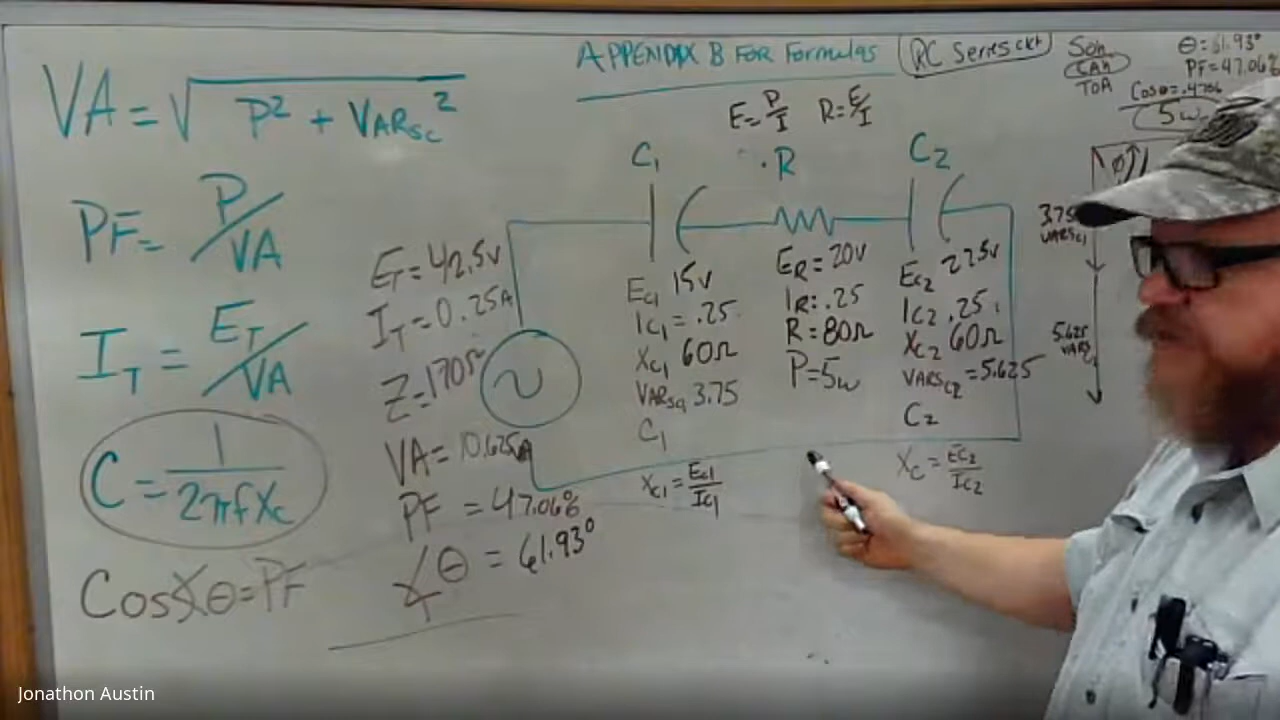 VA = √P² + VARSc²
PF = P/VA
IT = ET/VA
C = 1/2πfXc
Cos∡θ = PF
APPENDIX B FOR Formulas
RC Series ckt
E = P/I R = E/I
Soh
CAH
TOA
θ = 61.93°
PF = 47.06%
Cosθ = .4706
5w
ET = 42.5v
IT = 0.25A
Z = 170Ω
VA = 10.625VA
PF = 47.06%
∡θ = 61.93°
C1
EC1 15v
IC1 = .25
XC1 60Ω
VARSC1 3.75
C1
XC1 = EC1/IC1
R
ER = 20v
IR = .25
R = 80Ω
P = 5w
C2
EC2 22.5v
IC2 .25
XC2 60Ω
VARSC2 = 5.625
C2
XC = EC2/IC2
3.75
VARSC1
5.625
VARS
Jonathon Austin